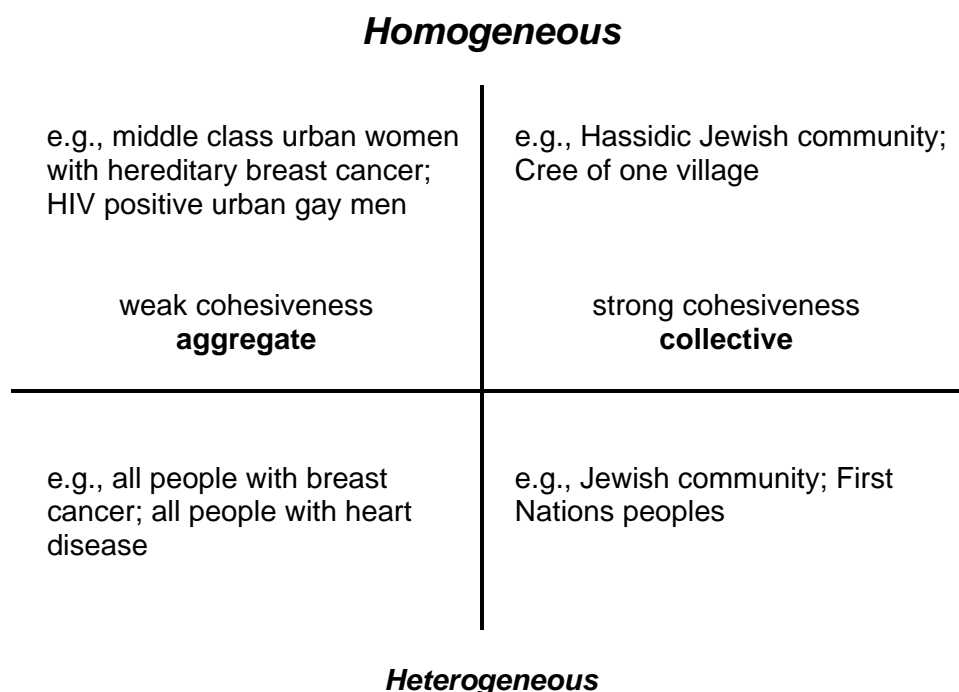 Homogeneous
e.g., middle class urban women
with hereditary breast cancer;
HIV positive urban gay men
e.g., Hassidic Jewish community;
Cree of one village
weak cohesiveness
aggregate
strong cohesiveness
collective
e.g., all people with breast
cancer; all people with heart
disease
e.g., Jewish community; First
Nations peoples
Heterogeneous